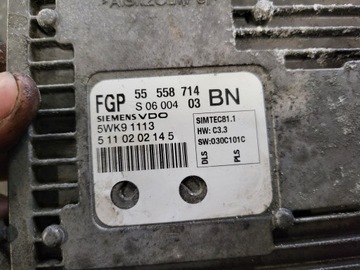 FGP 55 558 714 BN
S 06 004 03
SIEMENS VDO
5WK9 1113
5 11 02 02 14 5
SIMTEC81.1
HW: C3.3
SW:030C101C
DLS
PLS